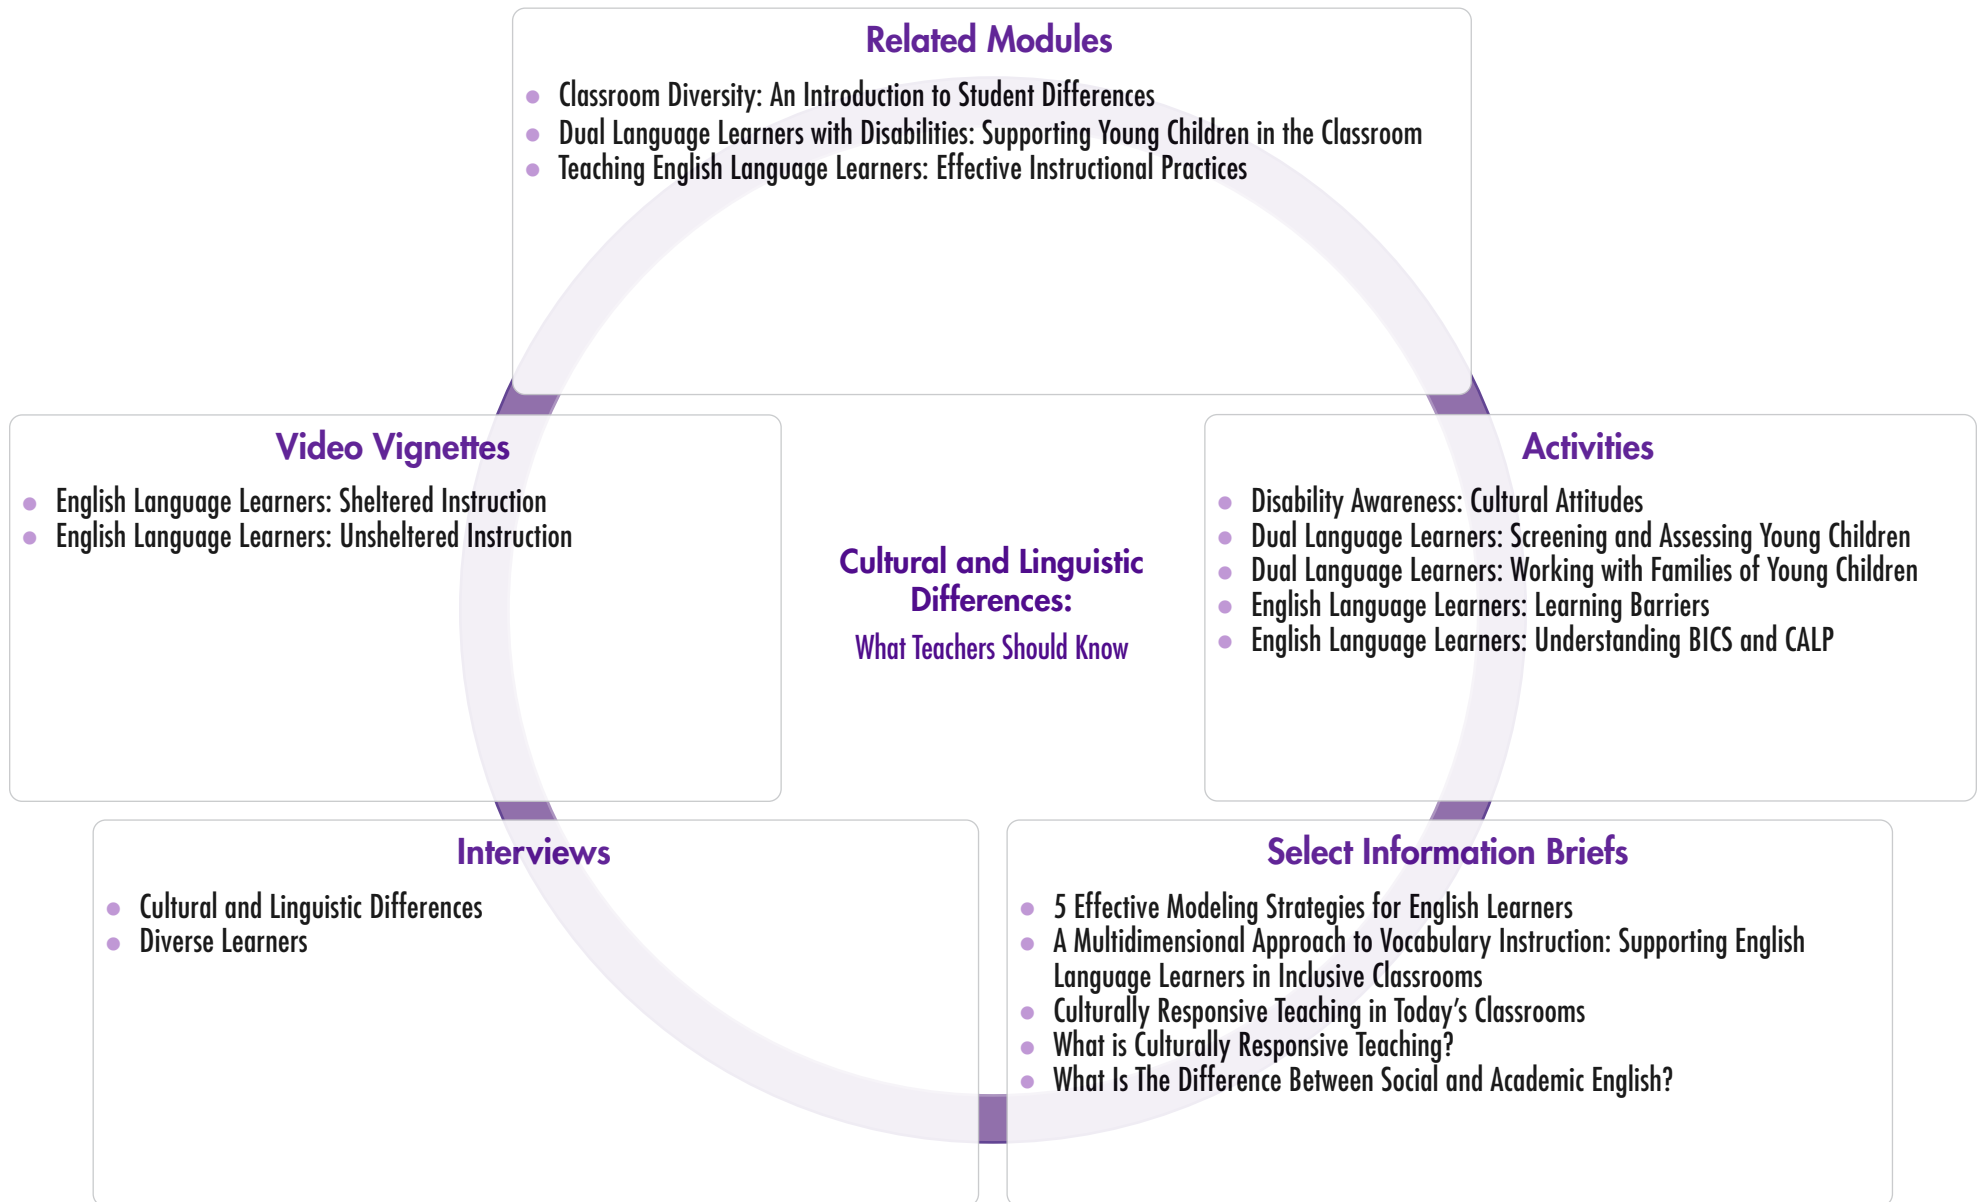 Related Modules
Classroom Diversity: An Introduction to Student Differences
Dual Language Learners with Disabilities: Supporting Young Children in the Classroom
Teaching English Language Learners: Effective Instructional Practices
Video Vignettes
English Language Learners: Sheltered Instruction
English Language Learners: Unsheltered Instruction
Cultural and Linguistic
Differences:
What Teachers Should Know
Activities
Disability Awareness: Cultural Attitudes
Dual Language Learners: Screening and Assessing Young Children
Dual Language Learners: Working with Families of Young Children
English Language Learners: Learning Barriers
English Language Learners: Understanding BICS and CALP
Interviews
Cultural and Linguistic Differences
Diverse Learners
Select Information Briefs
5 Effective Modeling Strategies for English Learners
A Multidimensional Approach to Vocabulary Instruction: Supporting English
Language Learners in Inclusive Classrooms
Culturally Responsive Teaching in Today's Classrooms
What is Culturally Responsive Teaching?
What Is The Difference Between Social and Academic English?